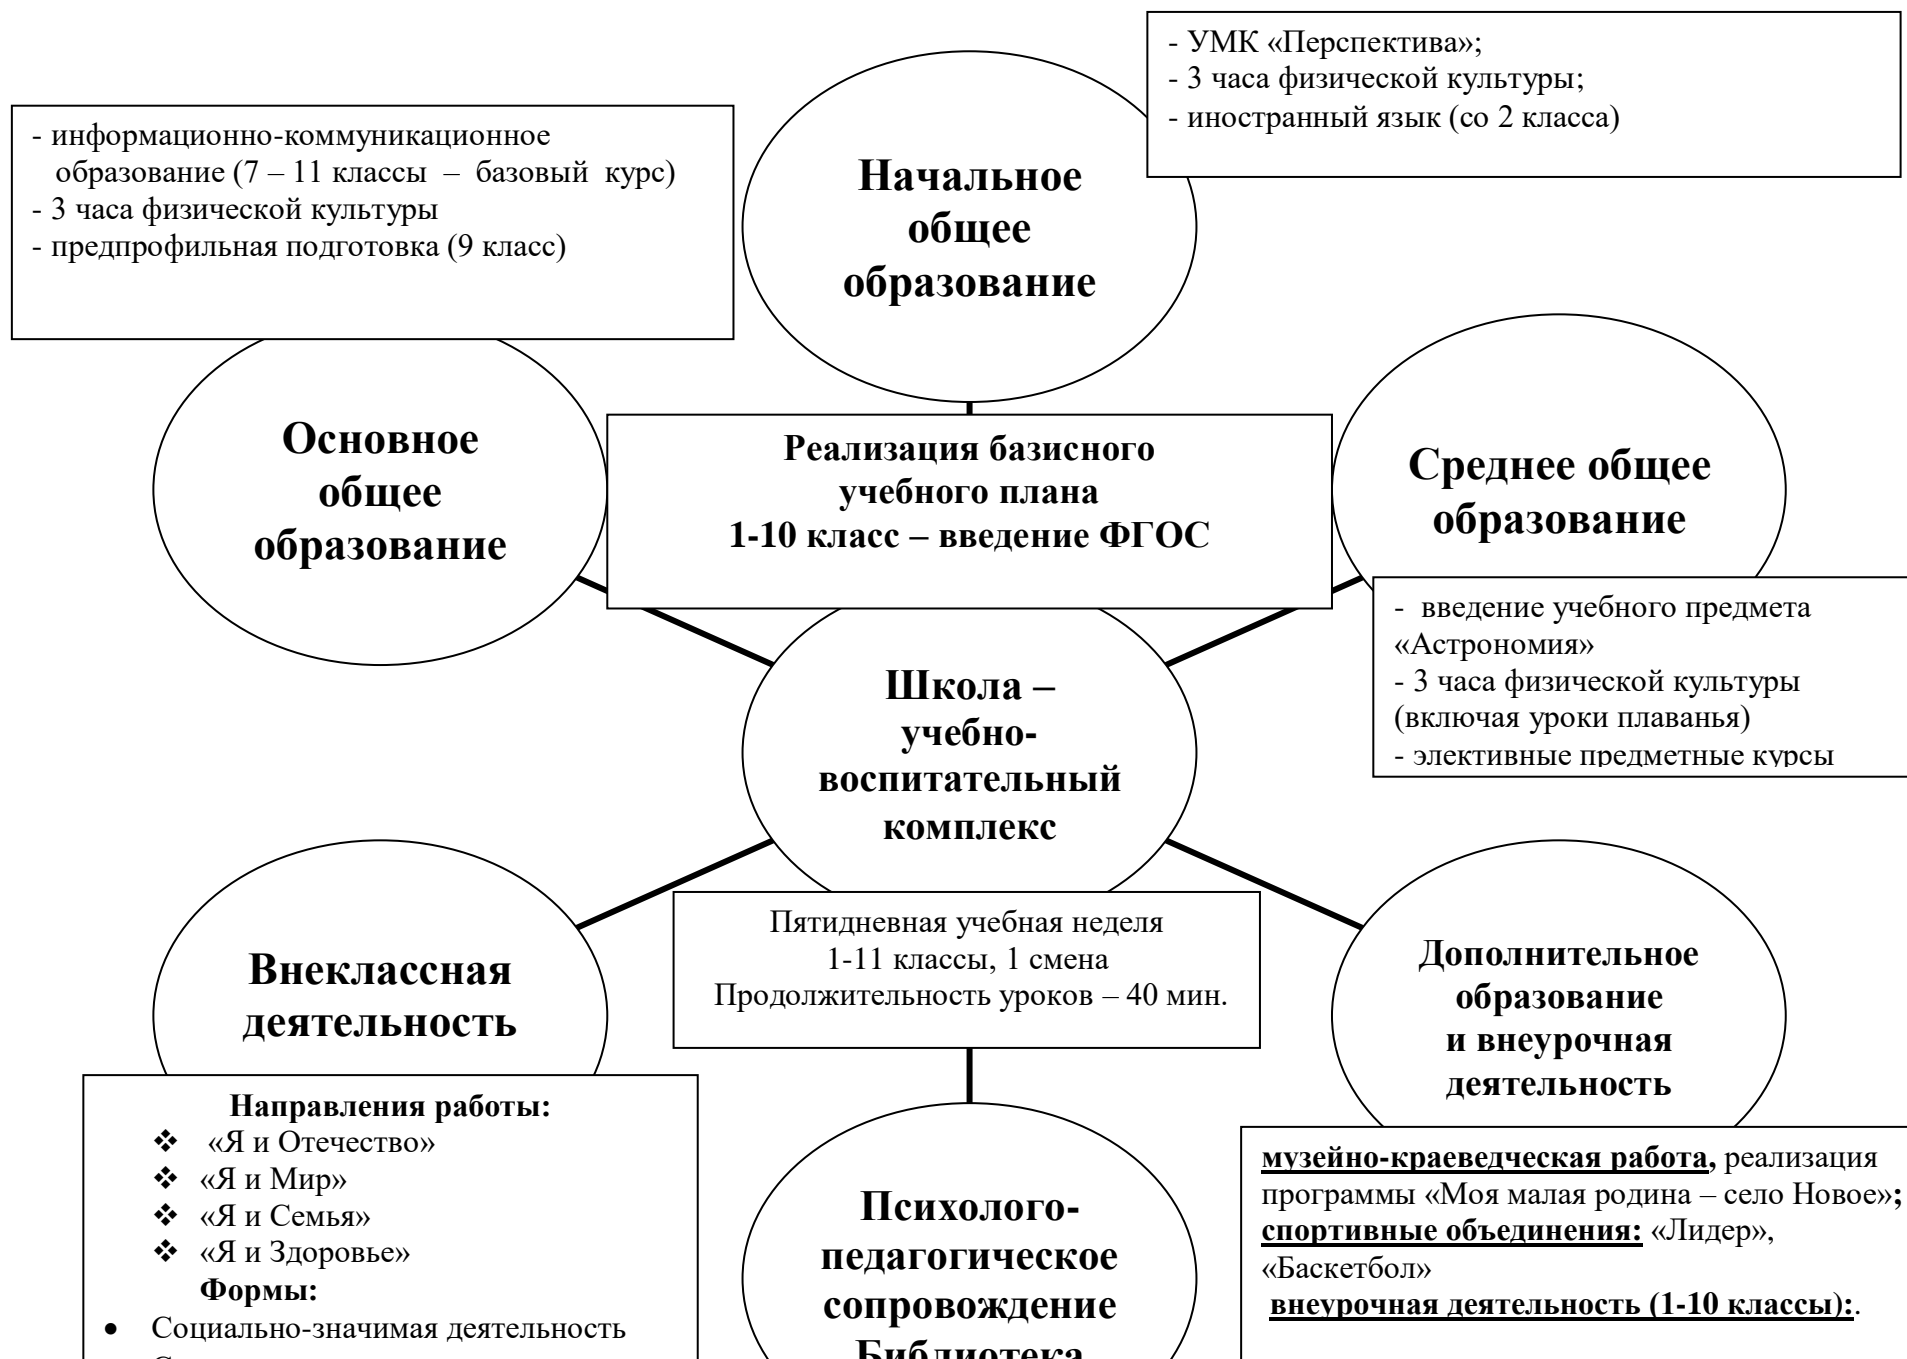 - УМК «Перспектива»;
- 3 часа физической культуры;
- иностранный язык (со 2 класса)
- информационно-коммуникационное
образование (7 – 11 классы – базовый курс)
- 3 часа физической культуры
- предпрофильная подготовка (9 класс)
Начальное
общее
образование
Основное
общее
образование
Реализация базисного
учебного плана
1-10 класс – введение ФГОС
Среднее общее
образование
- введение учебного предмета
«Астрономия»
- 3 часа физической культуры
(включая уроки плаванья)
- элективные предметные курсы
Школа –
учебно-
воспитательный
комплекс
Пятидневная учебная неделя
1-11 классы, 1 смена
Продолжительность уроков – 40 мин.
Внеклассная
деятельность
Направления работы:
❖ «Я и Отечество»
❖ «Я и Мир»
❖ «Я и Семья»
❖ «Я и Здоровье»
Формы:
• Социально-значимая деятельность
Дополнительное
образование
и внеурочная
деятельность
музейно-краеведческая работа, реализация
программы «Моя малая родина – село Новое»;
спортивные объединения: «Лидер»,
«Баскетбол»
внеурочная деятельность (1-10 классы):.
Психолого-
педагогическое
сопровождение
Библиотека